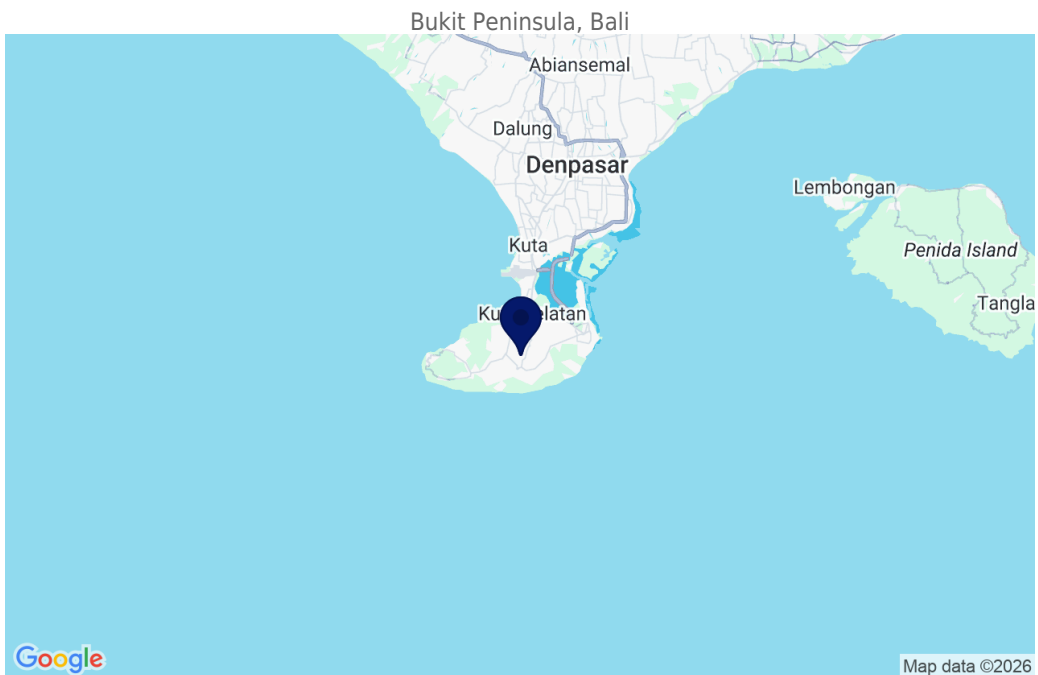 Bukit Peninsula, Bali
Abiansemal
Dalung
Denpasar
Lembongan
Kuta
Penida Island
Tangla
Google
Map data ©2026